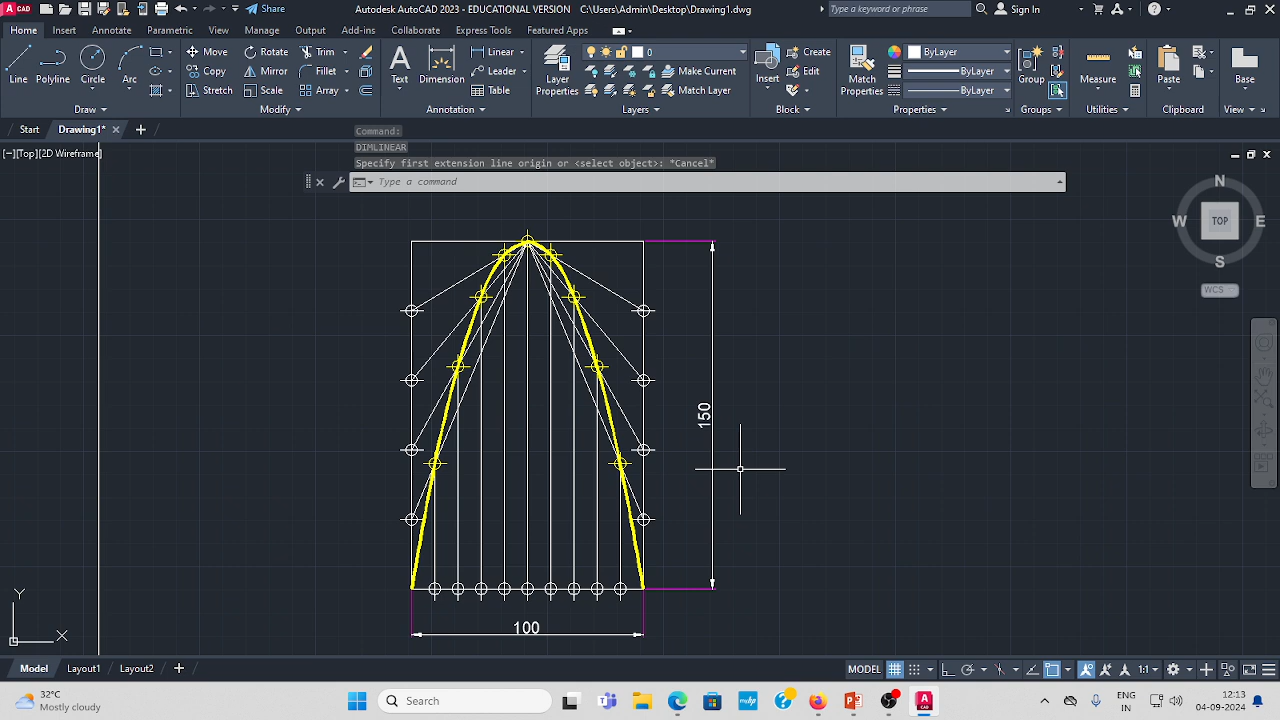 CAD
Share
Autodesk AutoCAD 2023 - EDUCATIONAL VERSION C:\Users\Admin\Desktop\Drawing1.dwg
Type a keyword or phrase
Sign In
Home Insert Annotate Parametric View Manage Output Add-ins Collaborate Express Tools Featured Apps
Line Polyline Circle Arc
Move Rotate Trim
Copy Mirror Fillet
Stretch Scale Array
Text Dimension
Linear
Leader
Table
Layer Properties
0
Make Current
Match Layer
Insert
Create
Edit
Match Properties
ByLayer
ByLayer
ByLayer
Group
Measure
Paste
Base
Draw Modify Annotation Layers Block Properties Groups Utilities Clipboard View
Start Drawing1*
Command:
DIMLINEAR
Specify first extension line origin or <select object>: *Cancel*
Type a command
[−][Top][2D Wireframe]
N
W TOP E
S
WCS
150
100
Y
X
Model Layout1 Layout2
MODEL
1:1
32°C
Mostly cloudy
Search
ENG
IN
12:13
04-09-2024